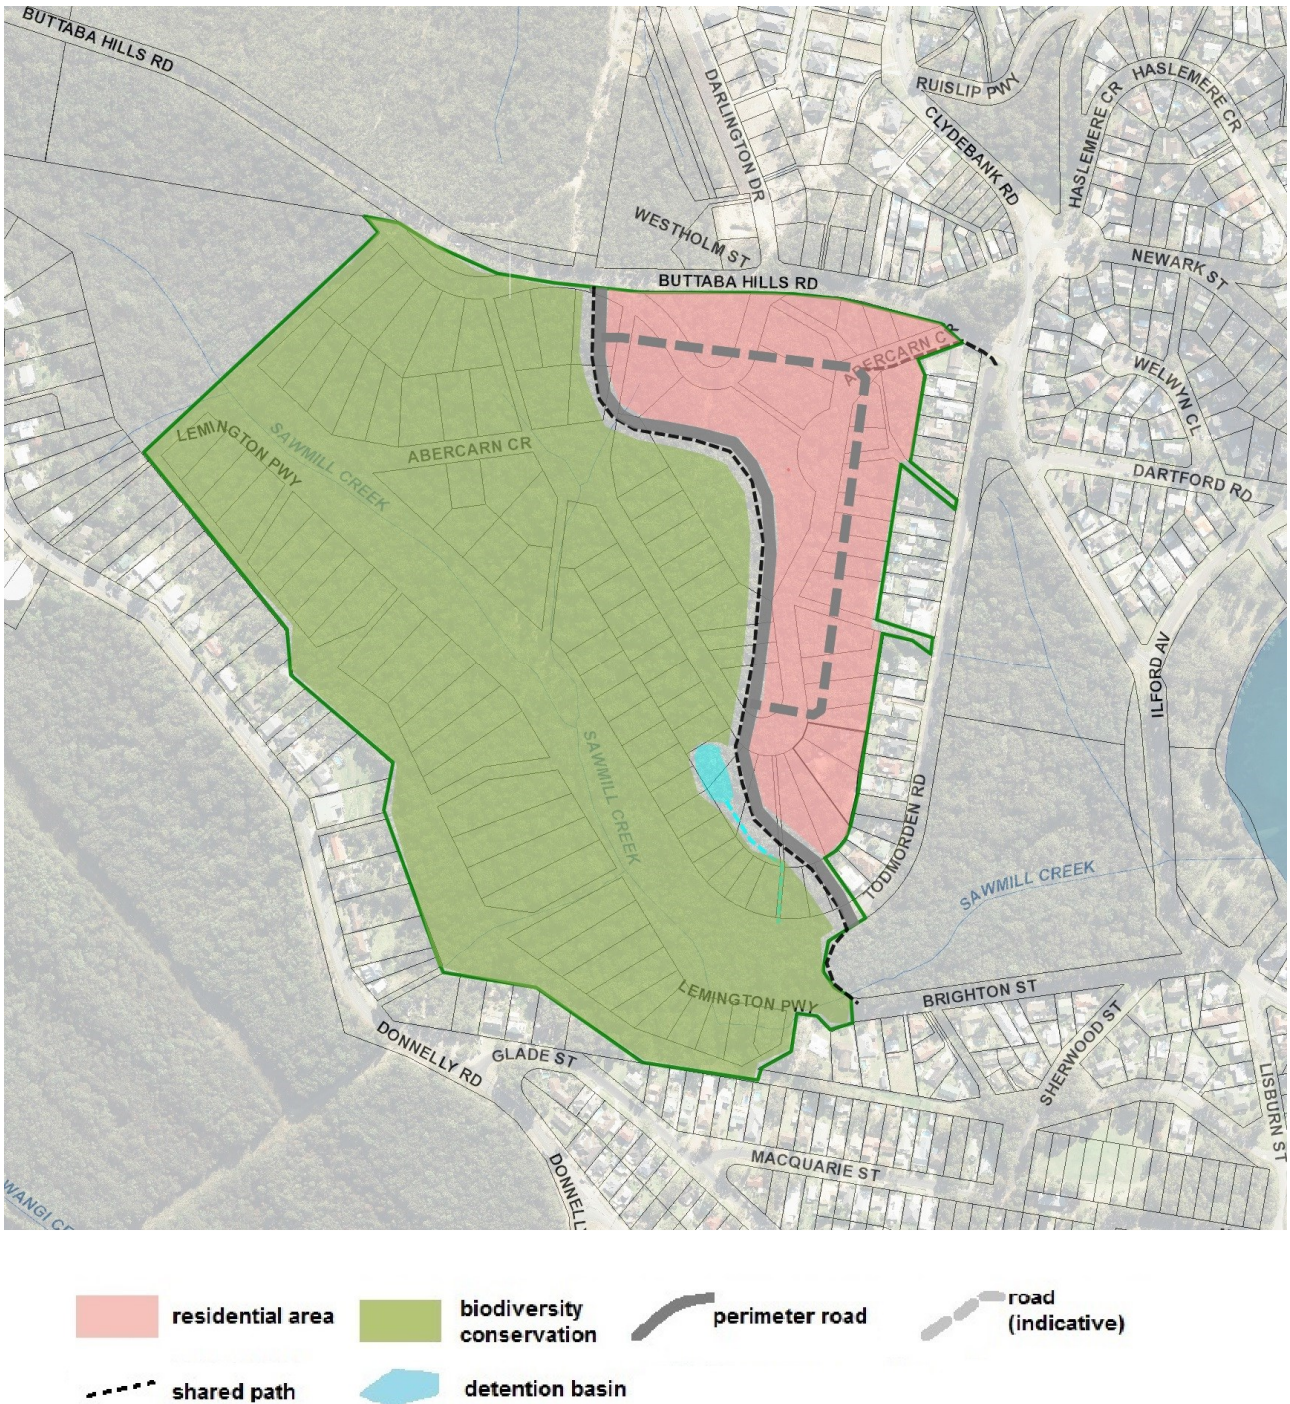 BUTTABA HILLS RD
DARLINGTON DR
RUISLIP PWY
HASLEMERE CR
HASLEMERE CR
CLYDEBANK RD
WESTHOLM ST
NEWARK ST
BUTTABA HILLS RD
ABERCARN CR
WELWYN CL
LEMINGTON PWY
SAWMILL CREEK
ABERCARN CR
DARTFORD RD
ILFORD AV
SAWMILL CREEK
TODMORDEN RD
SAWMILL CREEK
LEMINGTON PWY
BRIGHTON ST
DONNELLY RD
GLADE ST
SHERWOOD ST
LISBURN ST
MACQUARIE ST
DONNELL
WANGI C
residential area
biodiversity
conservation
perimeter road
road
(indicative)
shared path
detention basin